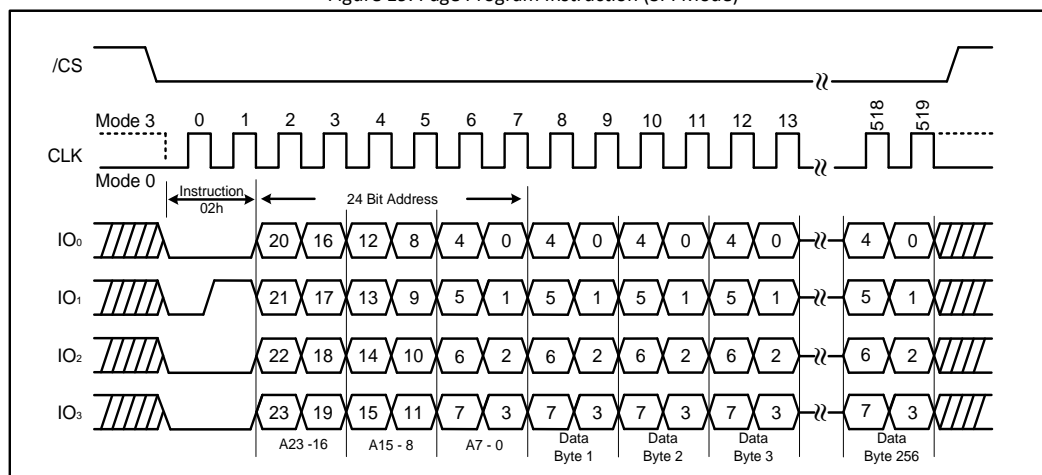 Page Program Instruction Mode)
/CS
Mode 3 0 1 2 3 4 5 6 7 8 9 10 11 12 13 518 519
CLK
Mode 0
Instruction
02h
24 Bit Address
IO0 20 16 12 8 4 0 4 0 4 0 4 0 4 0
IO1 21 17 13 9 5 1 5 1 5 1 5 1 5 1
IO2 22 18 14 10 6 2 6 2 6 2 6 2 6 2
IO3 23 19 15 11 7 3 7 3 7 3 7 3 7 3
A23 -16 A15 - 8 A7 - 0 Data Data Data Data
Byte 1 Byte 2 Byte 3 Byte 256